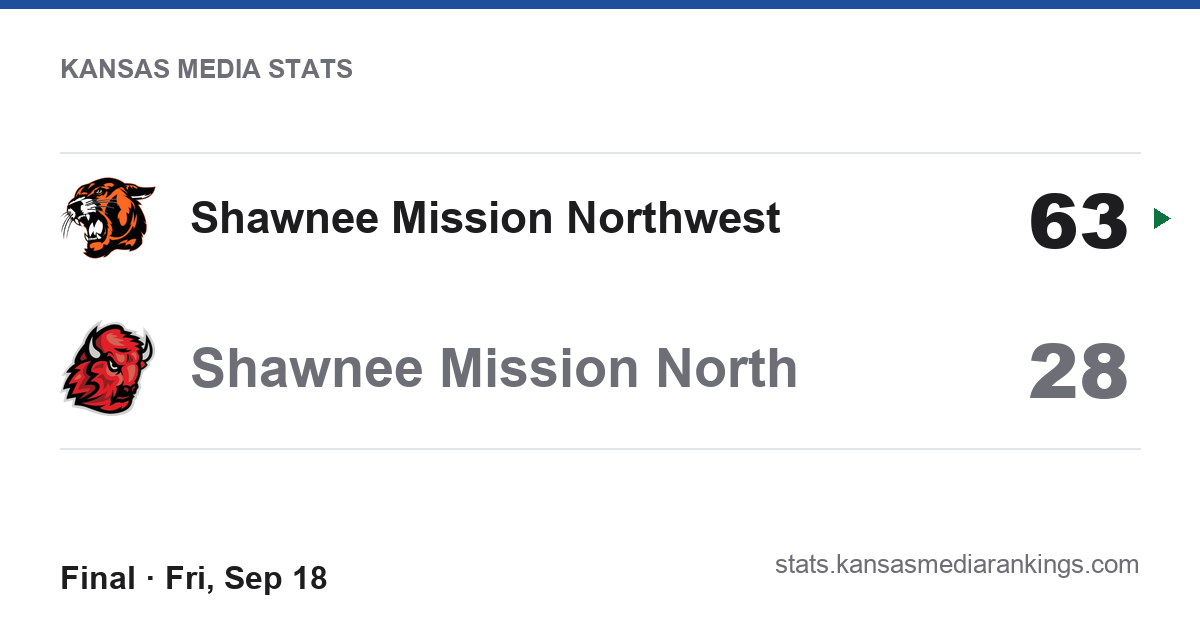 KANSAS MEDIA STATS
Shawnee Mission Northwest 63
Shawnee Mission North 28
Final · Fri, Sep 18
stats.kansasmediarankings.com